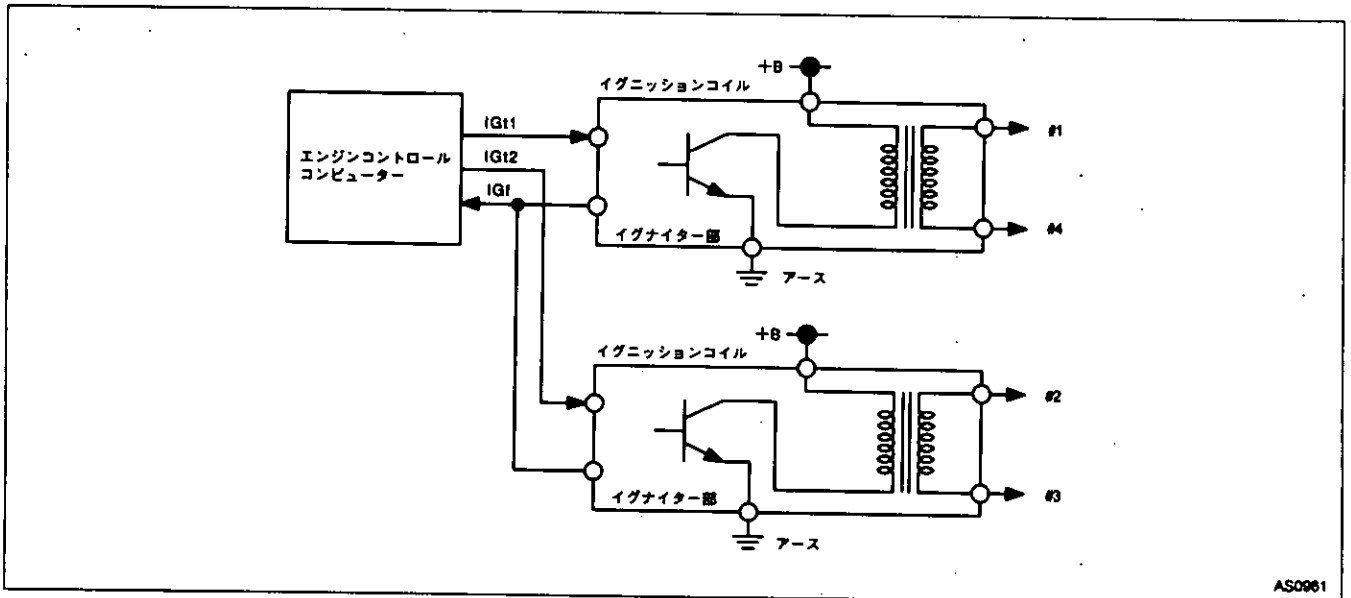 エンジンコントロール
コンピューター
IGt1
IGt2
IGf
イグニッションコイル
+B
イグナイター部
アース
#1
#4
イグニッションコイル
+B
イグナイター部
アース
#2
#3
AS0961